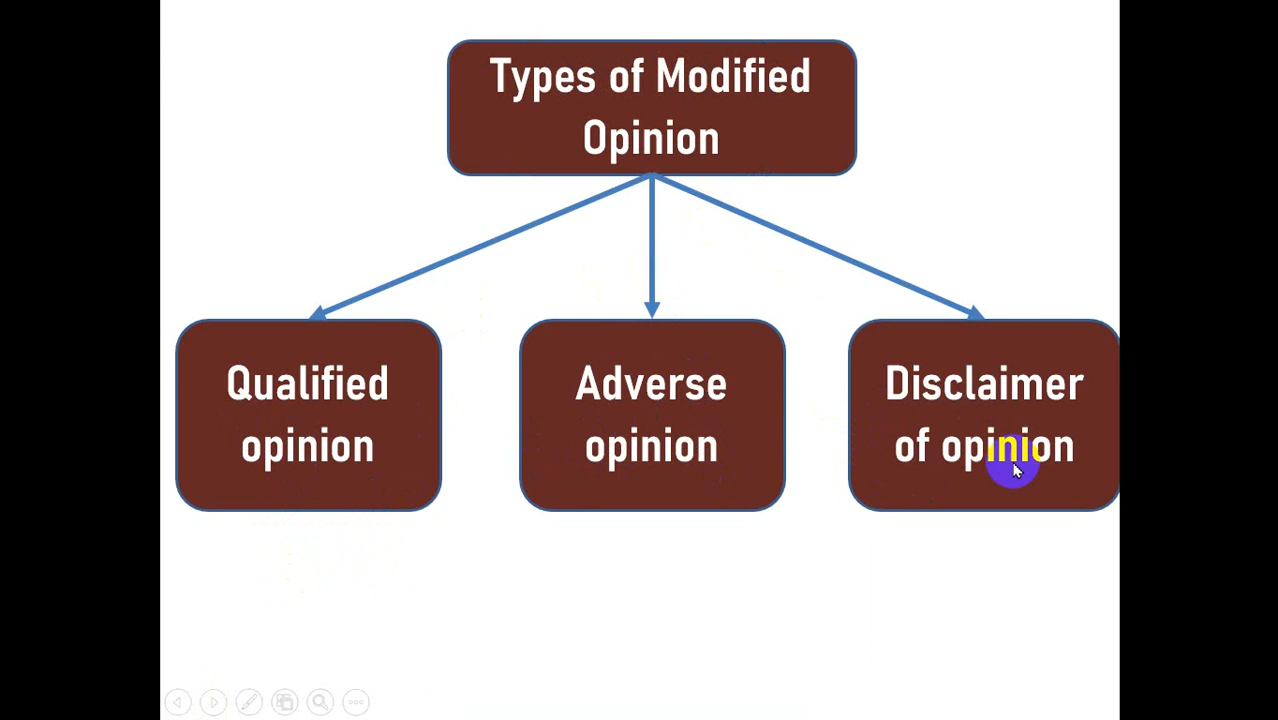 Types of Modified
Opinion
Qualified
opinion
Adverse
opinion
Disclaimer
of opinion